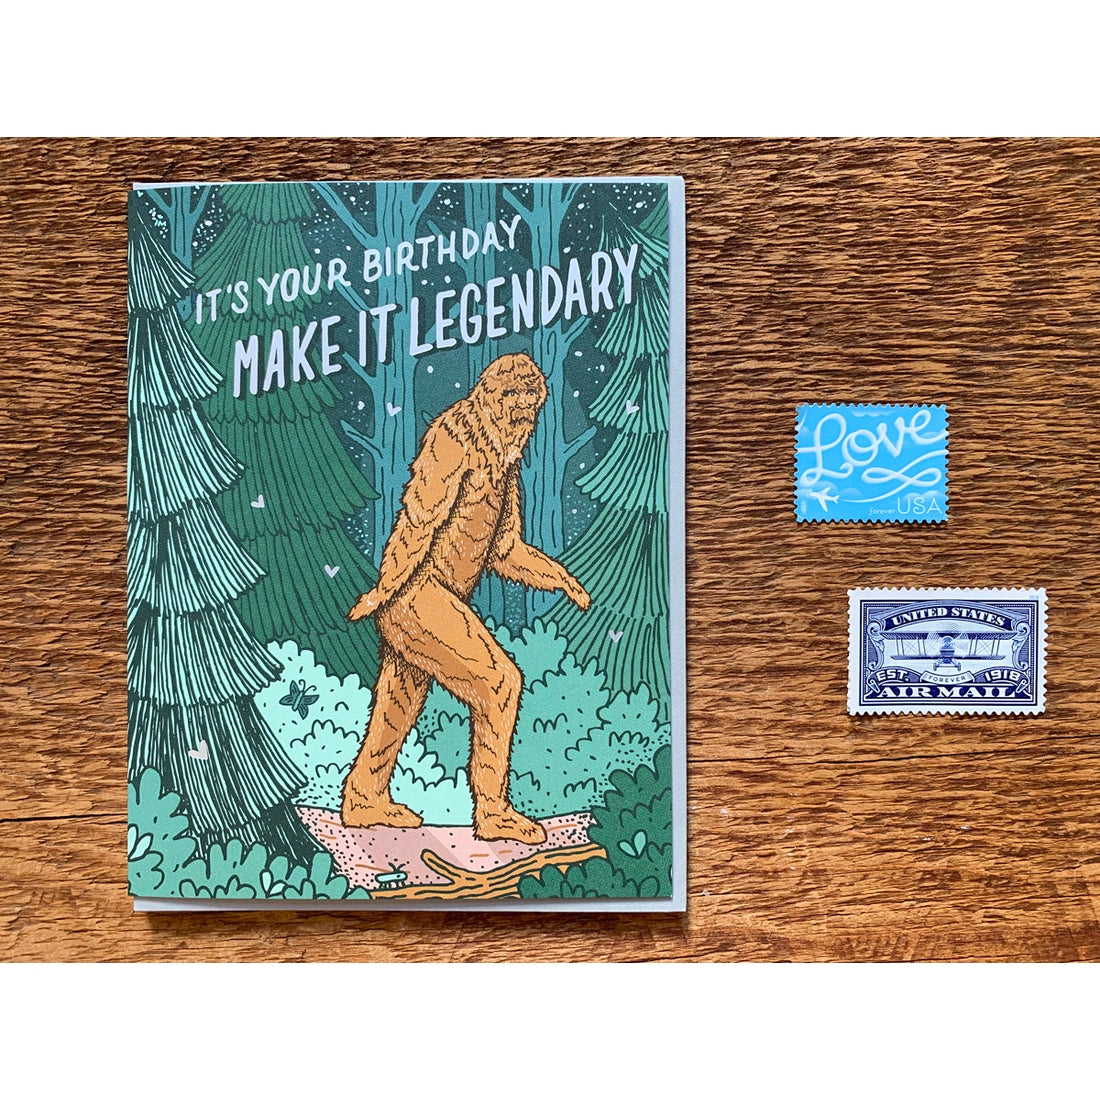 IT'S YOUR BIRTHDAY
MAKE IT LEGENDARY
Love
forever USA
UNITED STATES
EST. FOREVER 1918
AIR MAIL